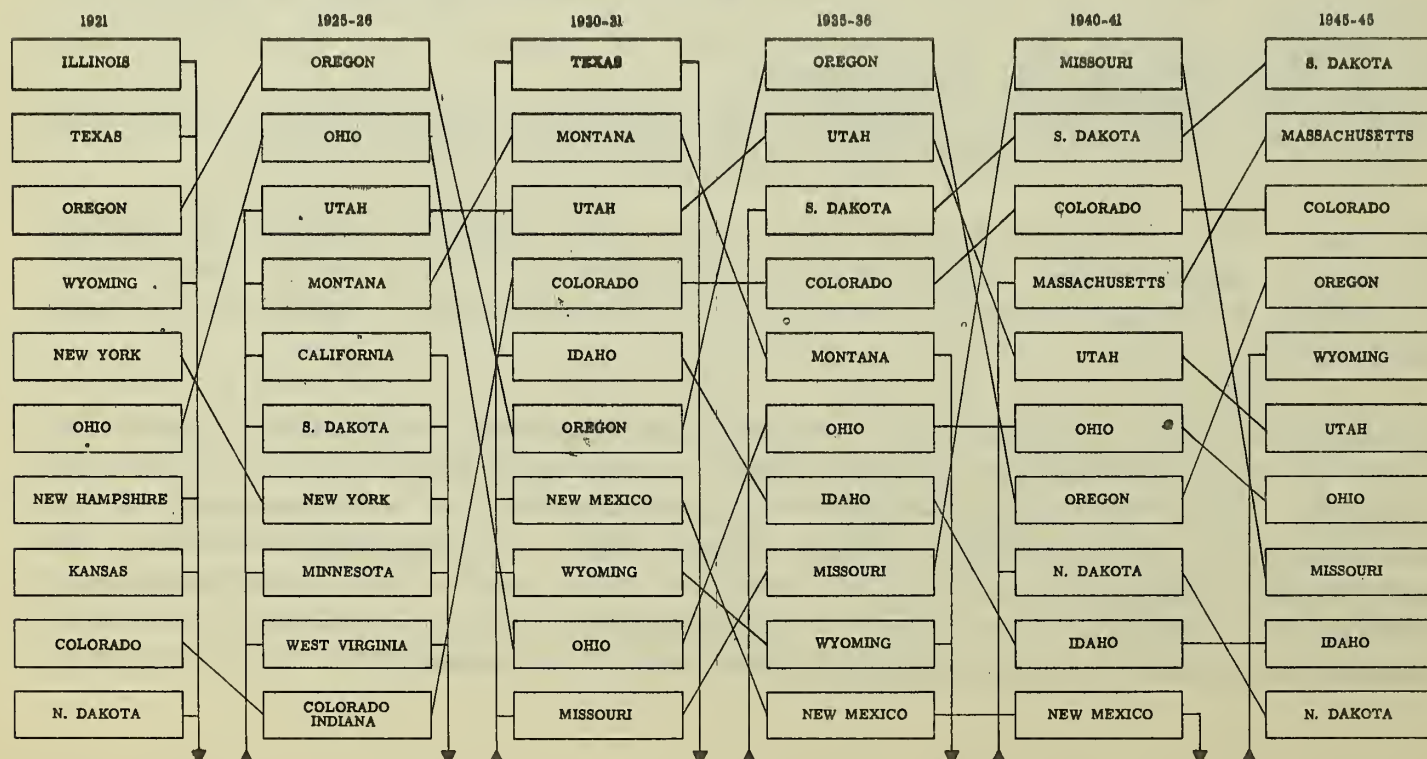 1921
ILLINOIS
TEXAS
OREGON
WYOMING
NEW YORK
OHIO
NEW HAMPSHIRE
KANSAS
COLORADO
N. DAKOTA
1925-26
OREGON
OHIO
UTAH
MONTANA
CALIFORNIA
S. DAKOTA
NEW YORK
MINNESOTA
WEST VIRGINIA
COLORADO
INDIANA
1930-31
TEXAS
MONTANA
UTAH
COLORADO
IDAHO
OREGON
NEW MEXICO
WYOMING
OHIO
MISSOURI
1935-36
OREGON
UTAH
S. DAKOTA
COLORADO
MONTANA
OHIO
IDAHO
MISSOURI
WYOMING
NEW MEXICO
1940-41
MISSOURI
S. DAKOTA
COLORADO
MASSACHUSETTS
UTAH
OHIO
OREGON
N. DAKOTA
IDAHO
NEW MEXICO
1945-46
S. DAKOTA
MASSACHUSETTS
COLORADO
OREGON
WYOMING
UTAH
OHIO
MISSOURI
IDAHO
N. DAKOTA